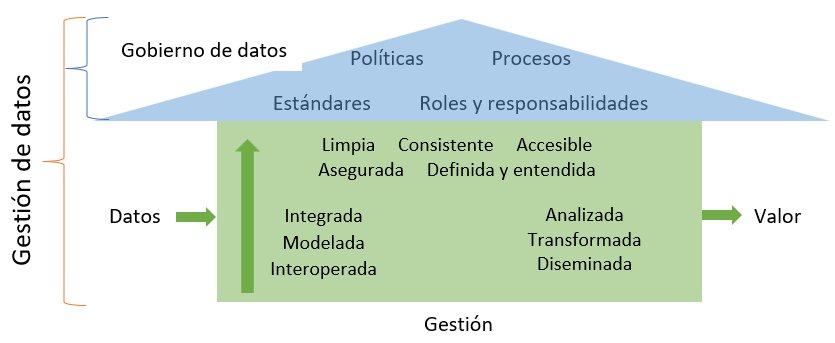 Gestión de datos
Gobierno de datos
Políticas Procesos
Estándares Roles y responsabilidades
Limpia Consistente Accesible
Asegurada Definida y entendida
Datos
Integrada
Modelada
Interoperada
Analizada
Transformada
Diseminada
Valor
Gestión